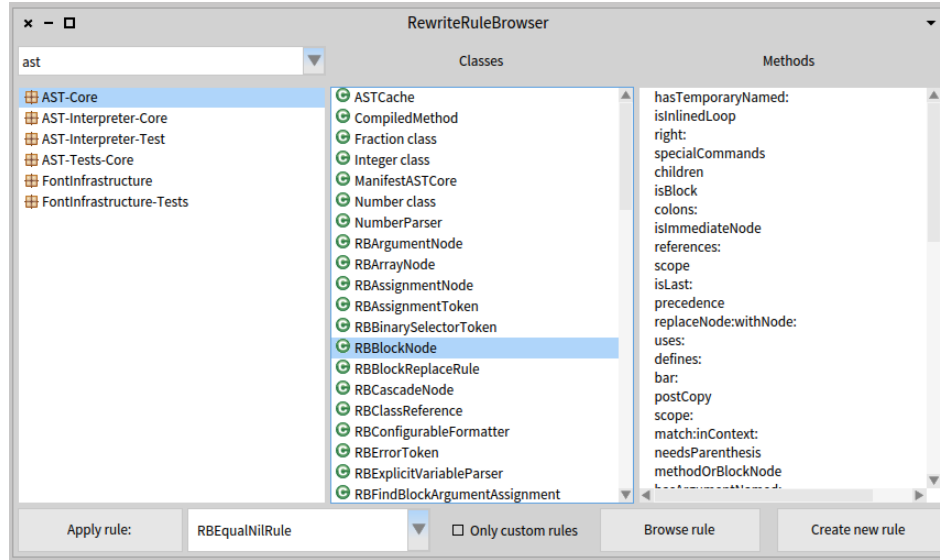 RewriteRuleBrowser
ast
Classes
Methods
AST-Core
AST-Interpreter-Core
AST-Interpreter-Test
AST-Tests-Core
FontInfrastructure
FontInfrastructure-Tests
ASTCache
CompiledMethod
Fraction class
Integer class
ManifestASTCore
Number class
NumberParser
RBArgumentNode
RBArrayNode
RBAssignmentNode
RBAssignmentToken
RBBinarySelectorToken
RBBlockNode
RBBlockReplaceRule
RBCascadeNode
RBClassReference
RBConfigurableFormatter
RBErrorToken
RBExplicitVariableParser
RBFindBlockArgumentAssignment
hasTemporaryNamed:
isInlinedLoop
right:
specialCommands
children
isBlock
colons:
isImmediateNode
references:
scope
isLast:
precedence
replaceNode:withNode:
uses:
defines:
bar:
postCopy
scope:
match:inContext:
needsParenthesis
methodOrBlockNode
hasArgumentNamed:
Apply rule:
RBEqualNilRule
Only custom rules
Browse rule
Create new rule